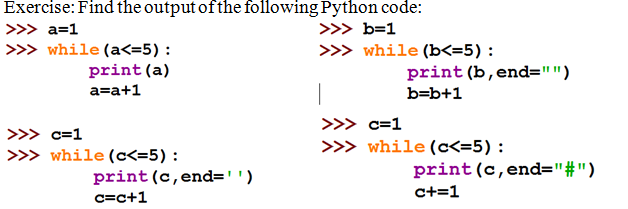 Exercise: Find the output of the following Python code:
>>> a=1
>>> while(a<=5):
print(a)
a=a+1
>>> b=1
>>> while(b<=5):
print(b,end="")
b=b+1
>>> c=1
>>> while(c<=5):
print(c,end='')
c=c+1
>>> c=1
>>> while(c<=5):
print(c,end="#")
c+=1